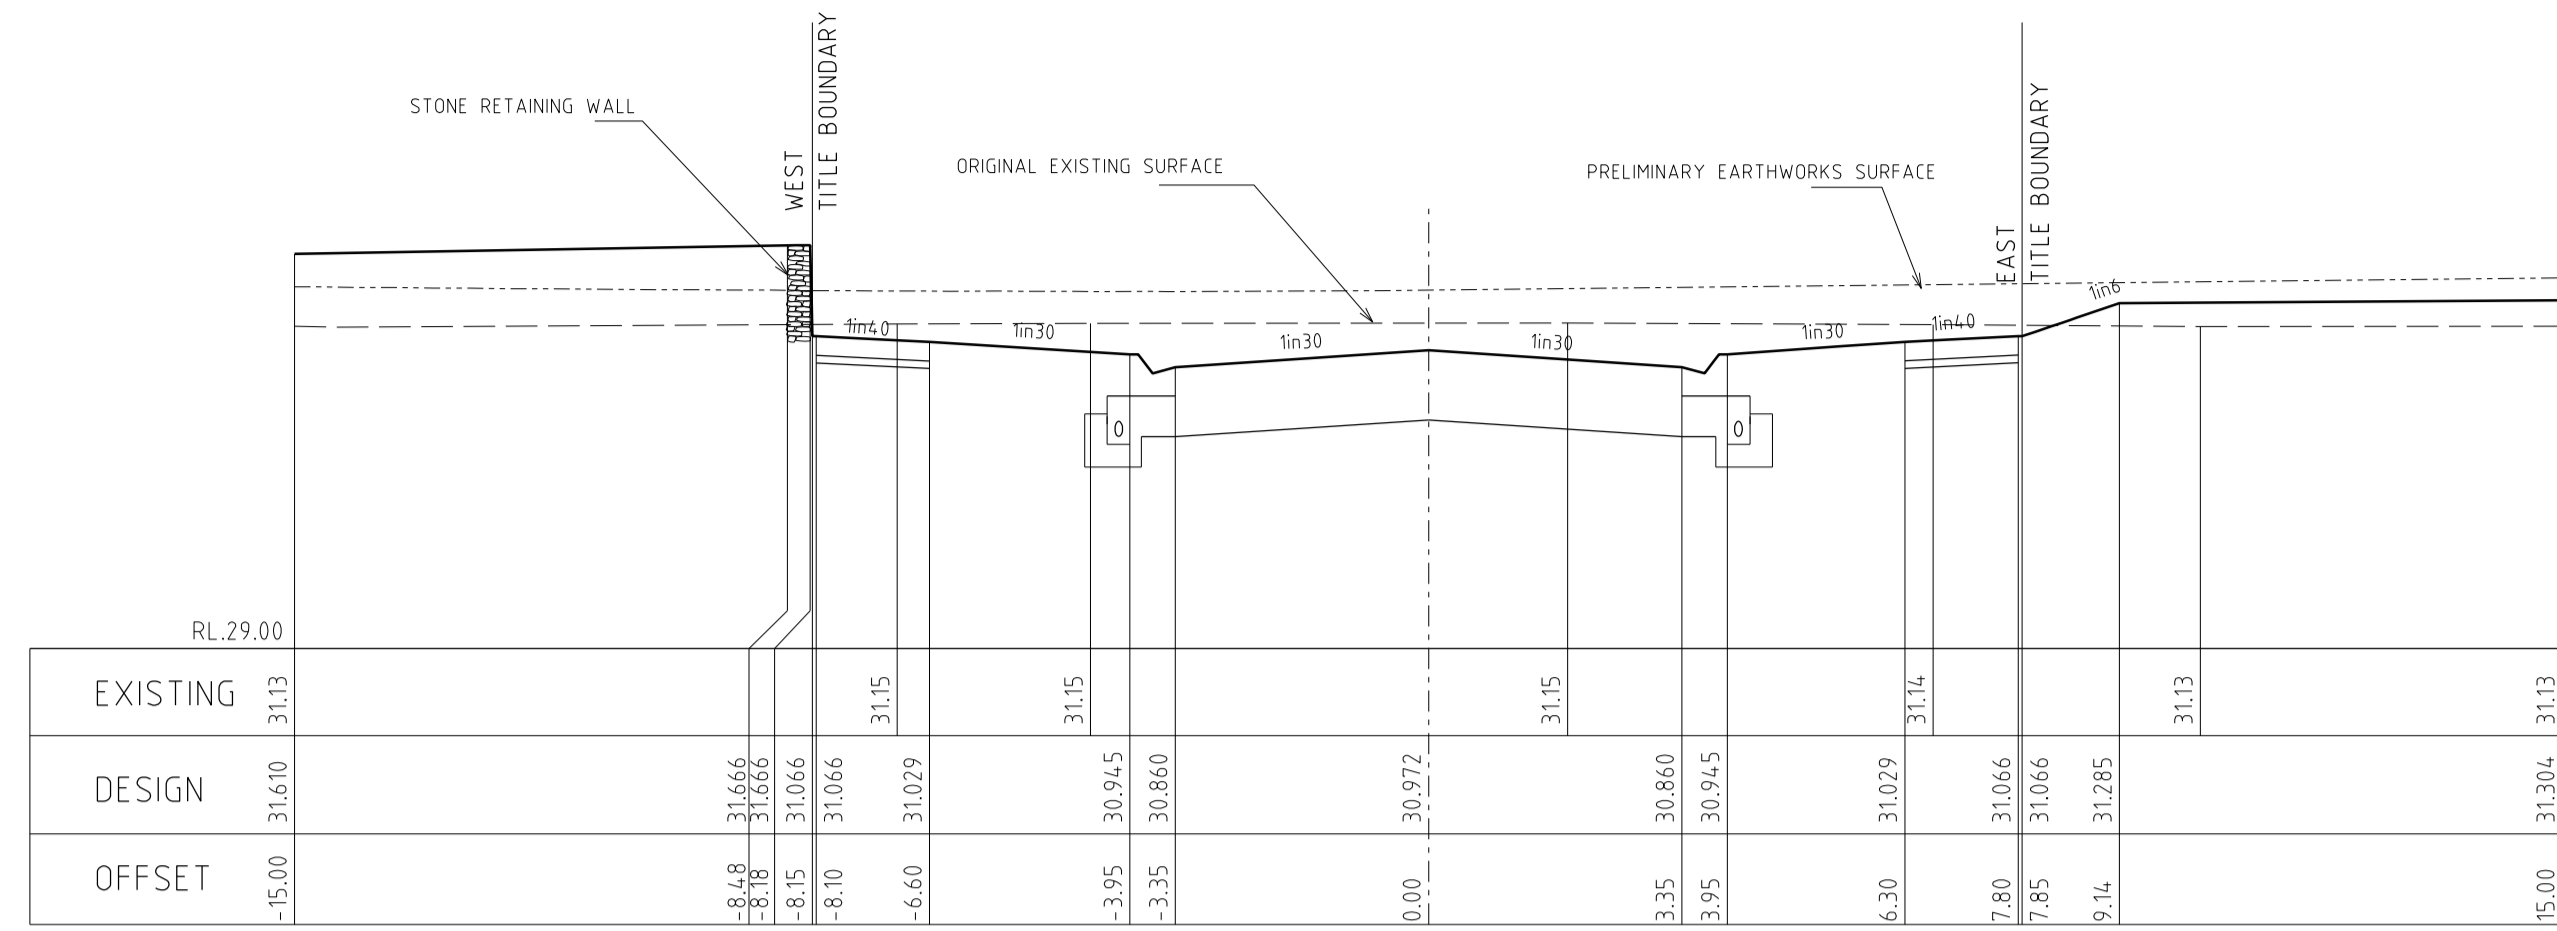 STONE RETAINING WALL
WEST
TITLE BOUNDARY
ORIGINAL EXISTING SURFACE
PRELIMINARY EARTHWORKS SURFACE
EAST
TITLE BOUNDARY
1in40
1in30
1in30
1in30
1in30
1in40
1in6
RL.29.00
EXISTING 31.13 31.15 31.15 31.15 31.14 31.13 31.13
DESIGN 31.610 31.666 31.666 31.066 31.066 31.029 30.945 30.860 30.972 30.860 30.945 31.029 31.066 31.066 31.285 31.304
OFFSET -15.00 -8.48 -8.18 -8.15 -8.10 -6.60 -3.95 -3.35 0.00 3.35 3.95 6.30 7.80 7.85 9.14 15.00